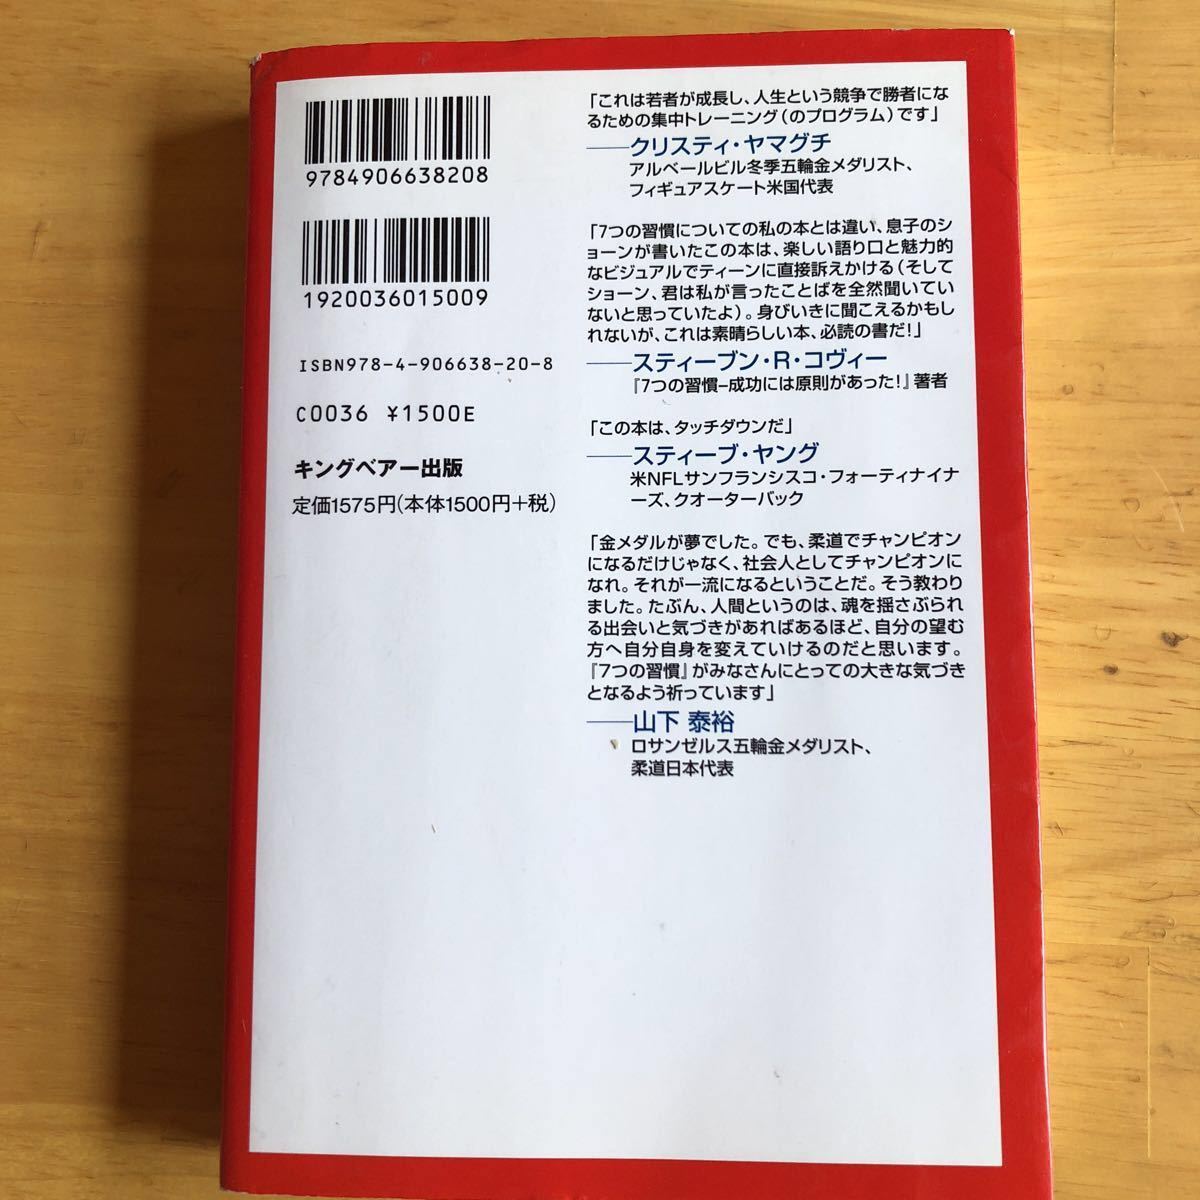 9784906638208
1920036015009
ISBN978-4-906638-20-8
C0036 ¥1500E
キングベアー出版
定価1575円(本体1500円+税)
「これは若者が成長し、人生という競争で勝者にな
るための集中トレーニング(のプログラム)です」
――クリスティ・ヤマグチ
アルベールビル冬季五輪金メダリスト、
フィギュアスケート米国代表
「7つの習慣についての私の本とは違い、息子のシ
ョーンが書いたこの本は、楽しい語り口と魅力的
なビジュアルでティーンに直接訴えかける(そして
ショーン、君は私が言ったことばを全然聞いてい
ないと思っていたよ)。身びいきに聞こえるかもし
れないが、これは素晴らしい本、必読の書だ!」
――スティーブン・R・コヴィー
『7つの習慣−成功には原則があった!』著者
「この本は、タッチダウンだ」
――スティーブ・ヤング
米NFLサンフランシスコ・フォーティナイナ
ーズ、クオーターバック
「金メダルが夢でした。でも、柔道でチャンピオン
になるだけじゃなく、社会人としてチャンピオンに
なれ。それが一流になるということだ。そう教わり
ました。たぶん、人間というのは、魂を揺さぶられ
る出会いと気づきがあればあるほど、自分の望む
方へ自分自身を変えていけるのだと思います。
『7つの習慣』がみなさんにとっての大きな気づき
となるよう祈っています」
――山下 泰裕
ロサンゼルス五輪金メダリスト、
柔道日本代表